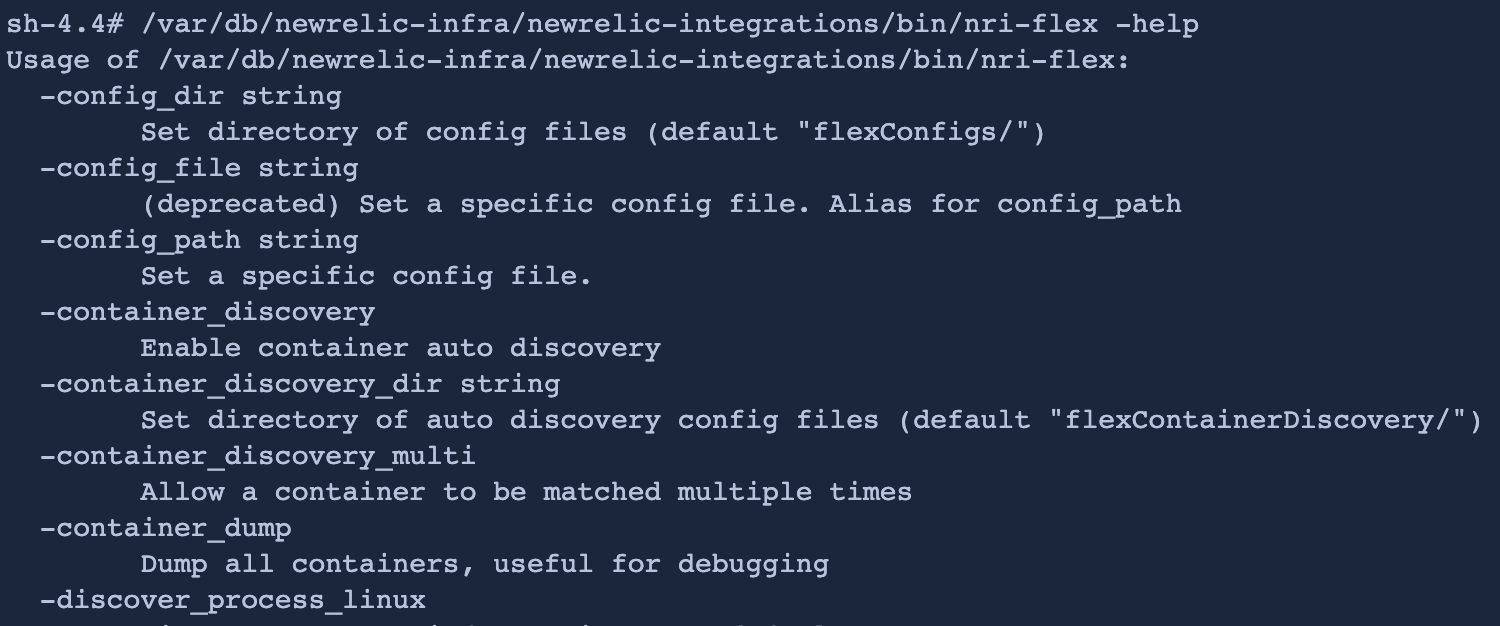 sh-4.4# /var/db/newrelic-infra/newrelic-integrations/bin/nri-flex -help
Usage of /var/db/newrelic-infra/newrelic-integrations/bin/nri-flex:
  -config_dir string
        Set directory of config files (default "flexConfigs/")
  -config_file string
        (deprecated) Set a specific config file. Alias for config_path
  -config_path string
        Set a specific config file.
  -container_discovery
        Enable container auto discovery
  -container_discovery_dir string
        Set directory of auto discovery config files (default "flexContainerDiscovery/")
  -container_discovery_multi
        Allow a container to be matched multiple times
  -container_dump
        Dump all containers, useful for debugging
  -discover_process_linux